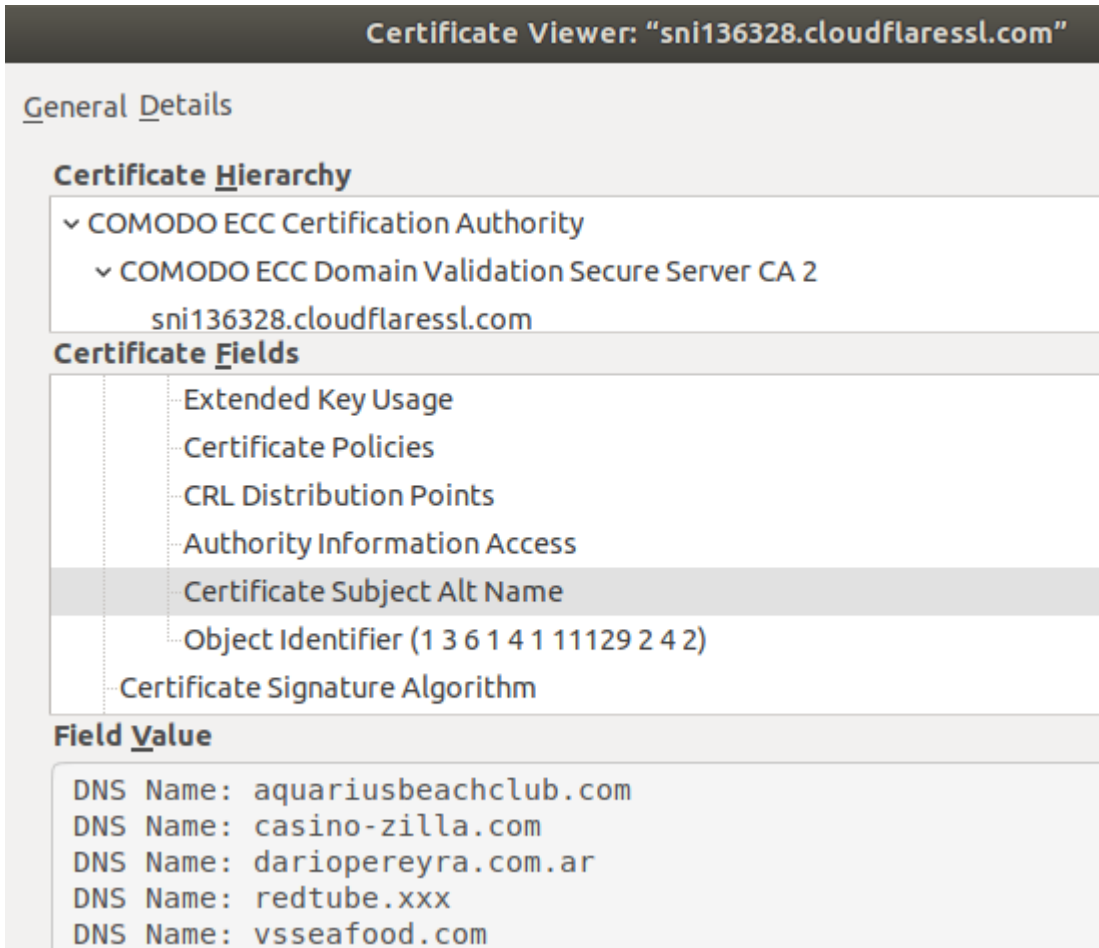 Certificate Viewer: “sni136328.cloudflaressl.com”
General Details
Certificate Hierarchy
COMODO ECC Certification Authority
COMODO ECC Domain Validation Secure Server CA 2
sni136328.cloudflaressl.com
Certificate Fields
Extended Key Usage
Certificate Policies
CRL Distribution Points
Authority Information Access
Certificate Subject Alt Name
Object Identifier (1 3 6 1 4 1 11129 2 4 2)
Certificate Signature Algorithm
Field Value
DNS Name: aquariusbeachclub.com
DNS Name: casino-zilla.com
DNS Name: dariopereyra.com.ar
DNS Name: redtube.xxx
DNS Name: vsseafood.com